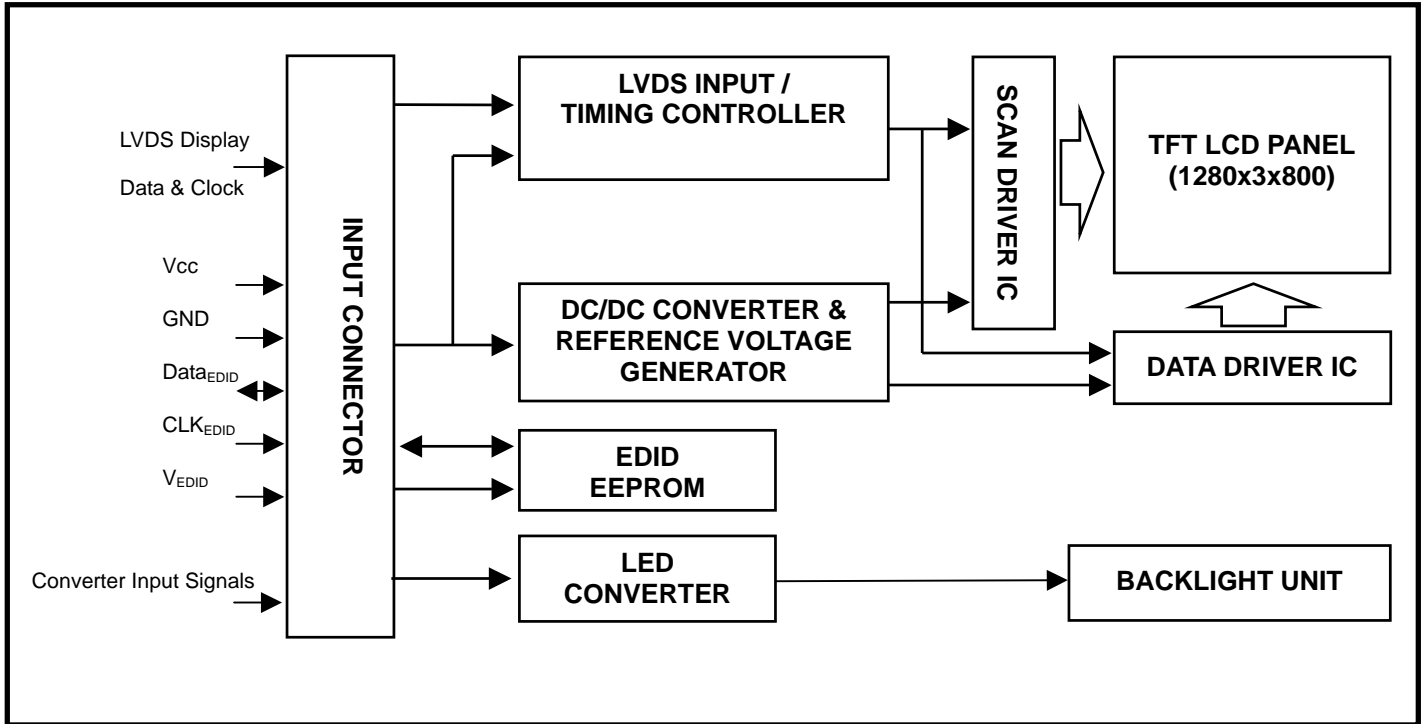 LVDS Display
Data & Clock
Vcc
GND
DataEDID
CLKEDID
VEDID
Converter Input Signals
INPUT CONNECTOR
LVDS INPUT /
TIMING CONTROLLER
DC/DC CONVERTER &
REFERENCE VOLTAGE
GENERATOR
EDID
EEPROM
LED
CONVERTER
SCAN DRIVER IC
TFT LCD PANEL
(1280x3x800)
DATA DRIVER IC
BACKLIGHT UNIT